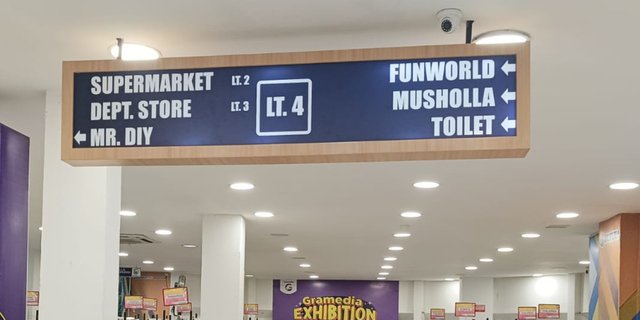 SUPERMARKET LT. 2
DEPT. STORE LT. 3
MR. DIY
LT. 4
FUNWORLD
MUSHOLLA
TOILET
Gramedia
EXHIBITION